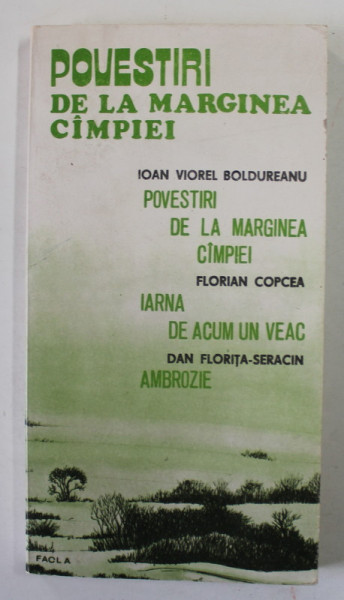 POVESTIRI
DE LA MARGINEA
CÎMPIEI
IOAN VIOREL BOLDUREANU
POVESTIRI
DE LA MARGINEA
CÎMPIEI
FLORIAN COPCEA
IARNA
DE ACUM UN VEAC
DAN FLORIȚA-SERACIN
AMBROZIE
FACLA